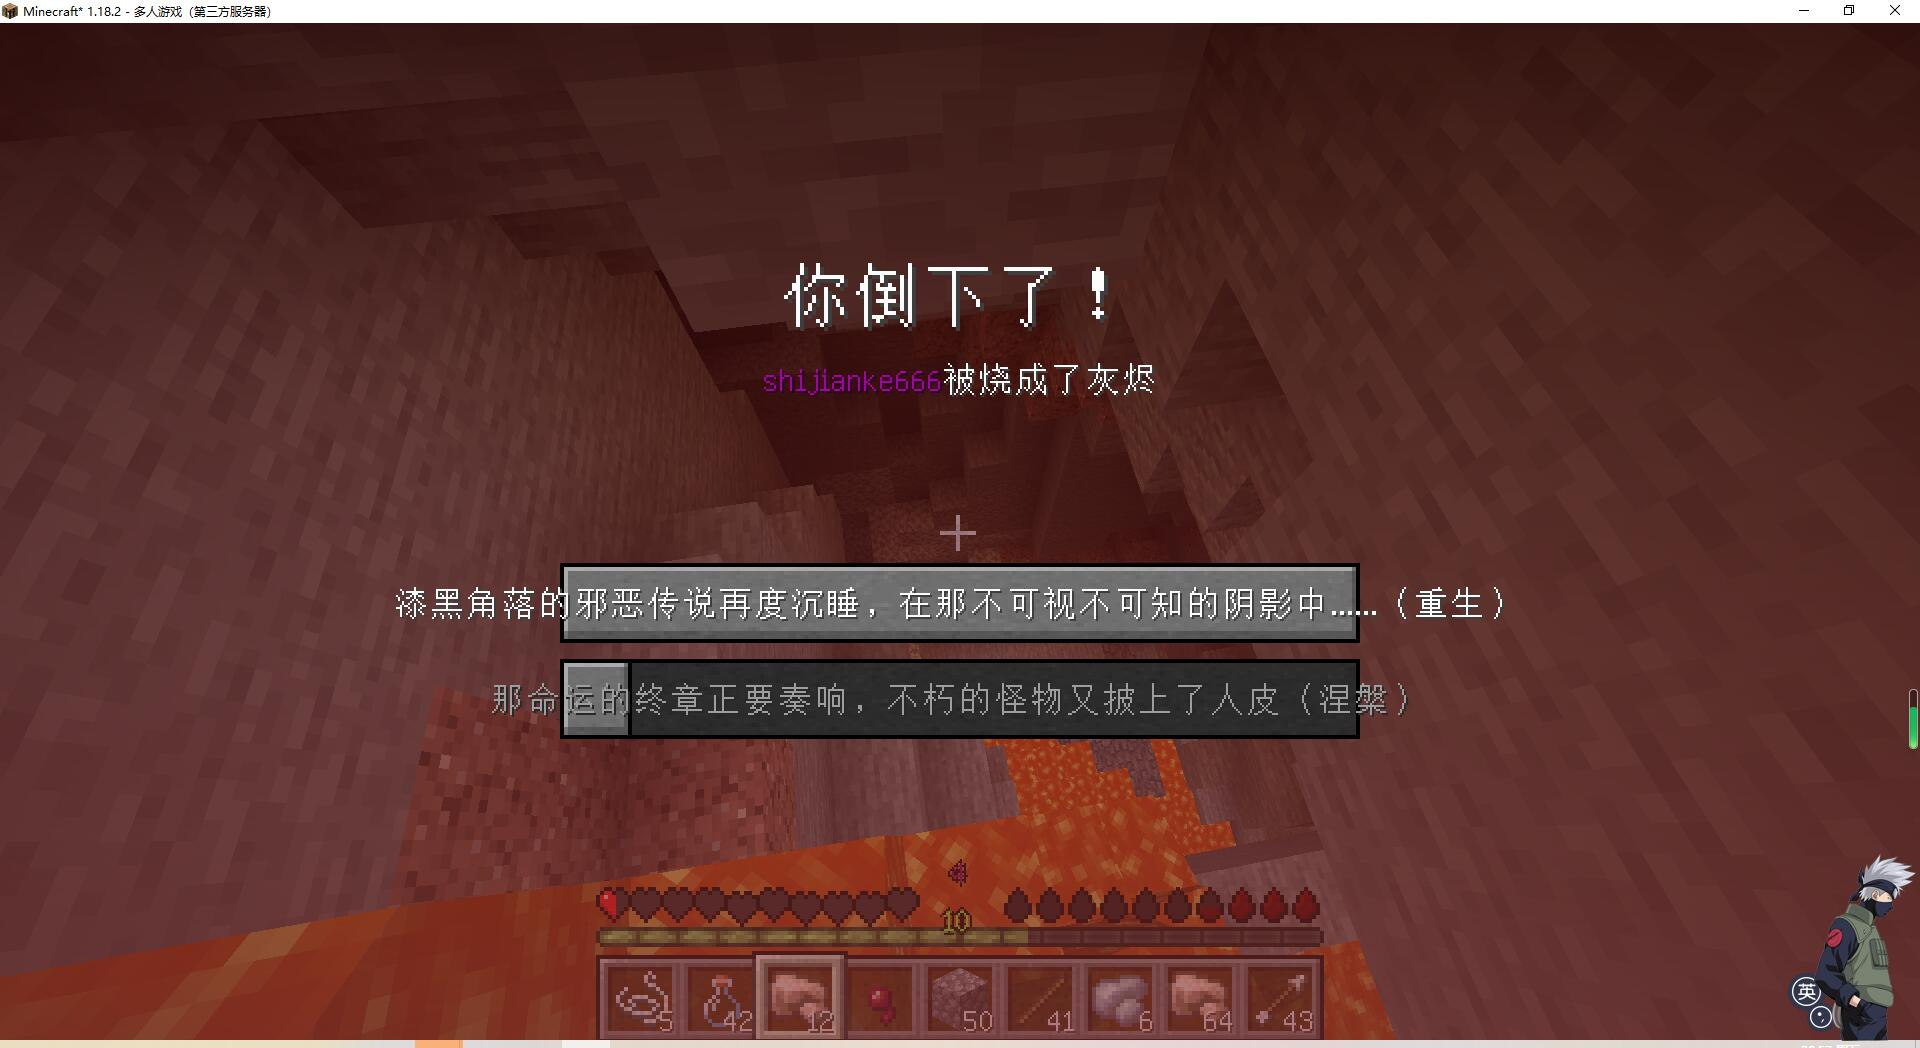 Minecraft* 1.18.2 - 多人游戏（第三方服务器）
你倒下了！
shijianke666被烧成了灰烬
漆黑角落的邪恶传说再度沉睡，在那不可视不可知的阴影中……（重生）
那命运的终章正要奏响，不朽的怪物又披上了人皮（涅槃）
10
5 42 12 50 41 6 64 43
英